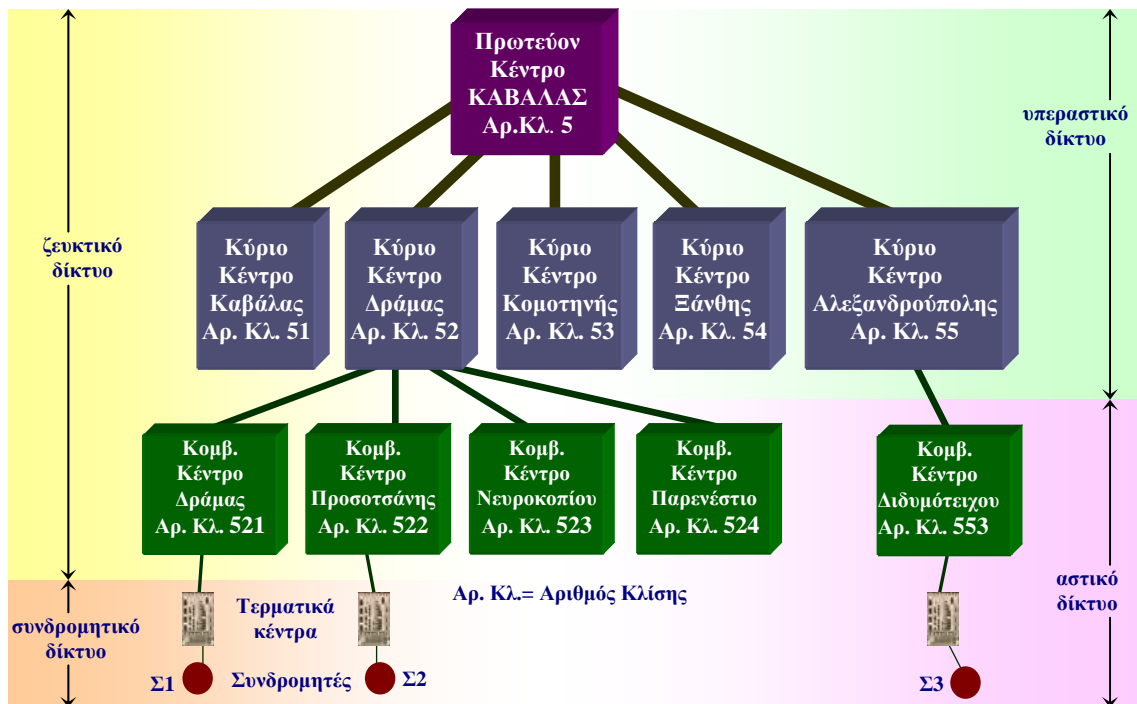 Πρωτεύον
Κέντρο
ΚΑΒΑΛΑΣ
Αρ.Κλ. 5
υπεραστικό
δίκτυο
ζευκτικό
δίκτυο
Κύριο
Κέντρο
Καβάλας
Αρ. Κλ. 51
Κύριο
Κέντρο
Δράμας
Αρ. Κλ. 52
Κύριο
Κέντρο
Κομοτηνής
Αρ. Κλ. 53
Κύριο
Κέντρο
Ξάνθης
Αρ. Κλ. 54
Κύριο
Κέντρο
Αλεξανδρούπολης
Αρ. Κλ. 55
Κομβ.
Κέντρο
Δράμας
Αρ. Κλ. 521
Κομβ.
Κέντρο
Προσοτσάνης
Αρ. Κλ. 522
Κομβ.
Κέντρο
Νευροκοπίου
Αρ. Κλ. 523
Κομβ.
Κέντρο
Παρενέστιο
Αρ. Κλ. 524
Κομβ.
Κέντρο
Διδυμότειχου
Αρ. Κλ. 553
Αρ. Κλ.= Αριθμός Κλίσης
αστικό
δίκτυο
συνδρομητικό
δίκτυο
Τερματικά
κέντρα
Σ1
Συνδρομητές
Σ2
Σ3